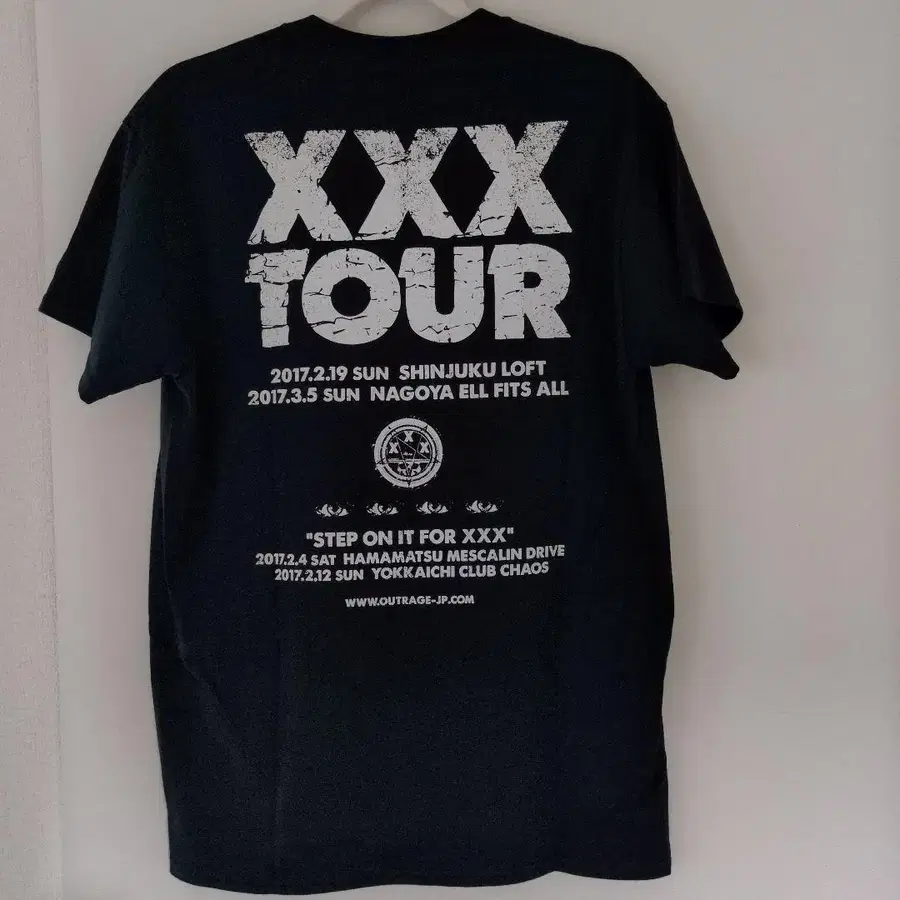 XXX
TOUR
2017.2.19 SUN SHINJUKU LOFT
2017.3.5 SUN NAGOYA ELL FITS ALL
XXX
"STEP ON IT FOR XXX"
2017.2.4 SAT HAMAMATSU MESCALIN DRIVE
2017.2.12 SUN YOKKAICHI CLUB CHAOS
WWW.OUTRAGE-JP.COM